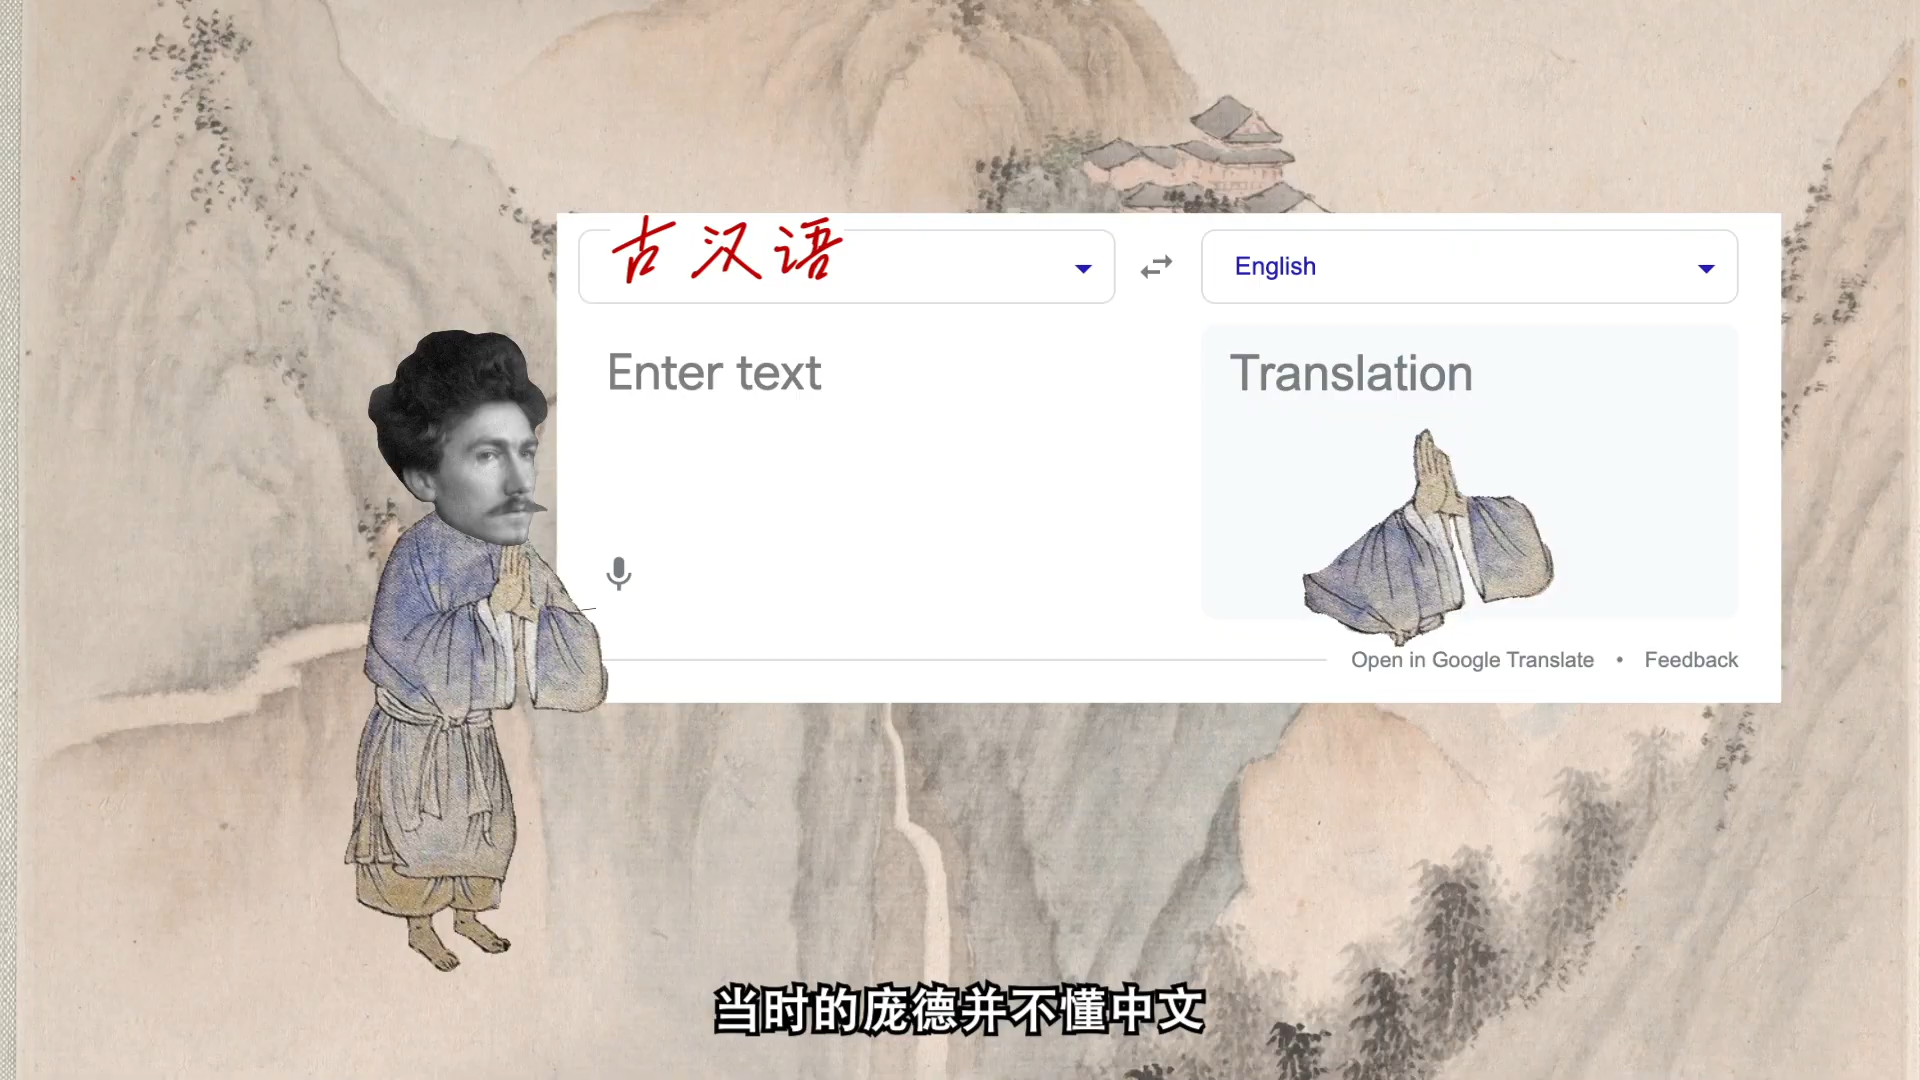 古汉语
English
Enter text
Translation
Open in Google Translate • Feedback
当时的庞德并不懂中文